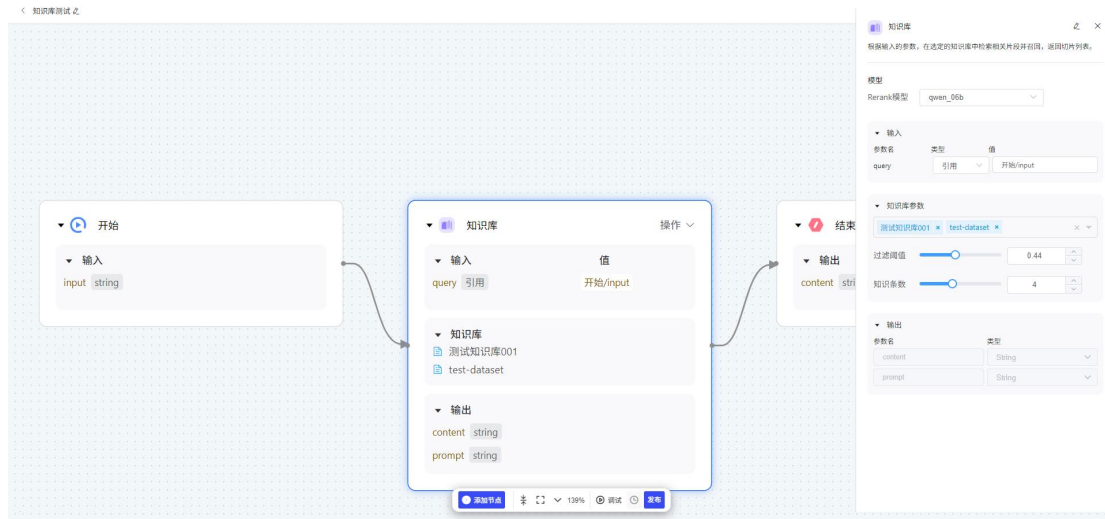 知识库测试
开始
输入
input string
知识库 操作
输入 值
query 引用 开始/input
知识库
测试知识库001
test-dataset
输出
content string
prompt string
结束
输出
content stri
添加节点 139% 调试 发布
知识库
根据输入的参数，在选定的知识库中检索相关片段并召回，返回切片列表。
模型
Rerank模型 qwen_06b
输入
参数名 类型 值
query 引用 开始/input
知识库参数
测试知识库001 × test-dataset ×
过滤阈值 0.44
知识条数 4
输出
参数名 类型
content String
prompt String